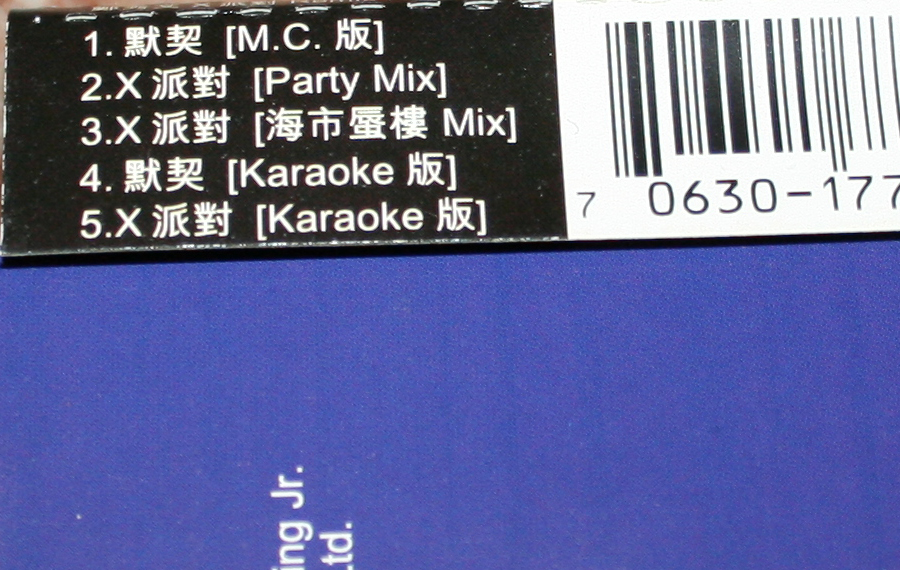 1. 默契 [M.C. 版]
2.X 派對 [Party Mix]
3.X 派對 [海市蜃樓 Mix]
4. 默契 [Karaoke 版]
5.X 派對 [Karaoke 版]
7 0630-177
Jr.